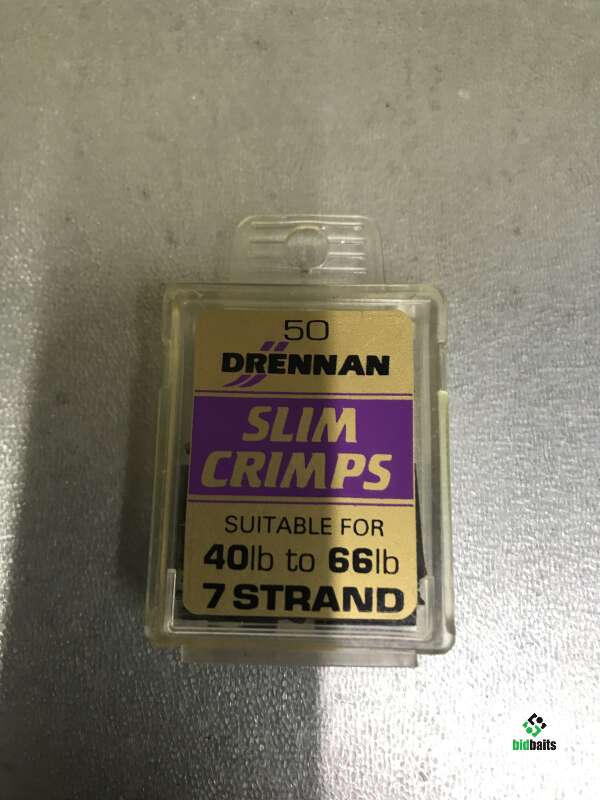 50
DRENNAN
SLIM
CRIMPS
SUITABLE FOR
40lb to 66lb
7 STRAND
bidbaits